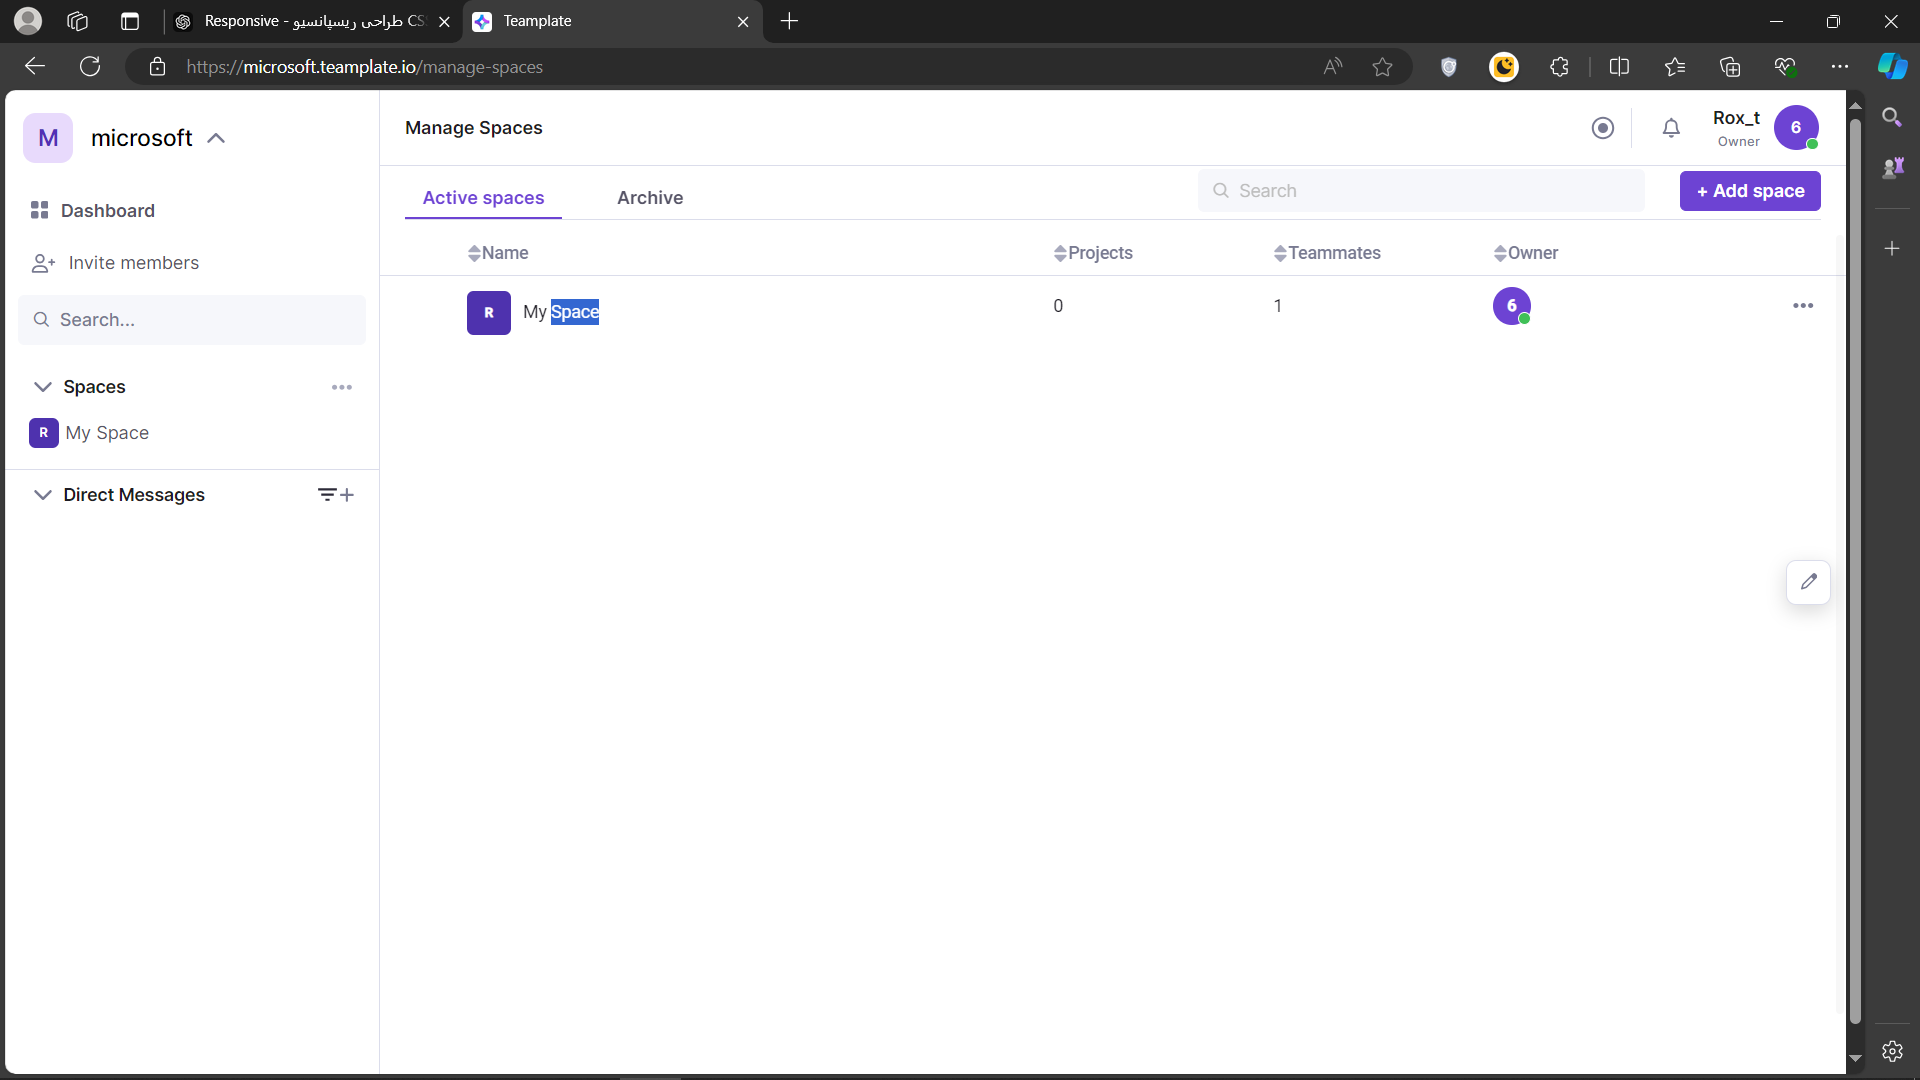 Responsive - طراحی ریسپانسیو CS
Teamplate
https://microsoft.teamplate.io/manage-spaces
M microsoft
Manage Spaces
Rox_t
Owner
6
Dashboard
Invite members
Search...
Spaces
R My Space
Direct Messages
Active spaces
Archive
Search
+ Add space
Name Projects Teammates Owner
R My Space 0 1 6